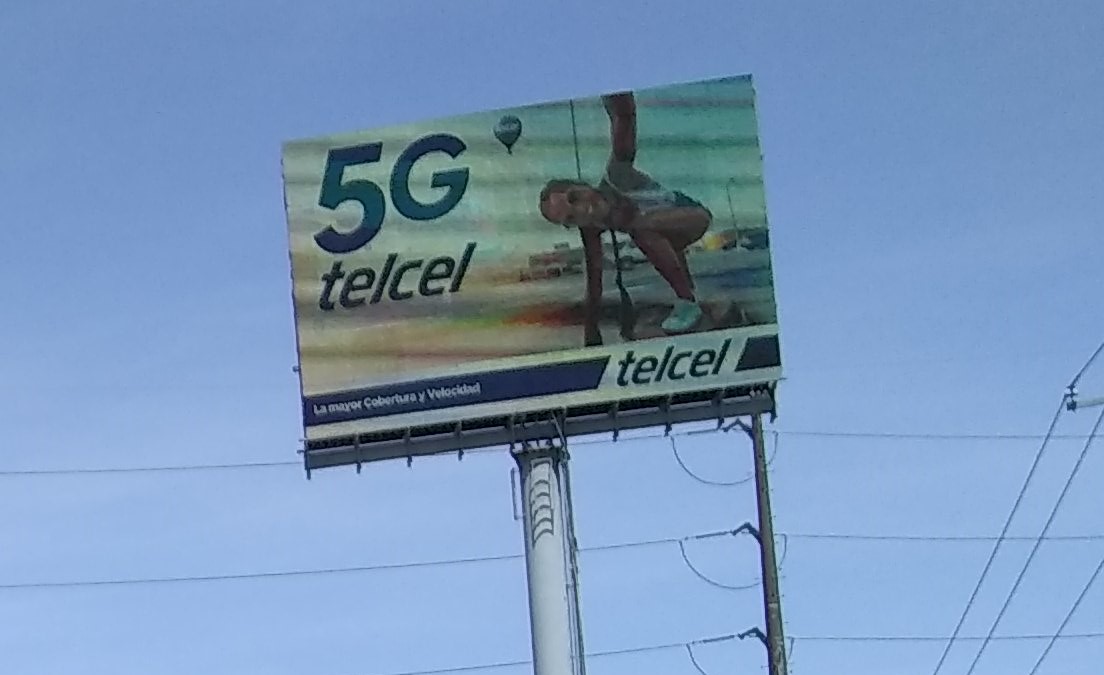 5G
telcel
La mayor Cobertura y Velocidad
telcel